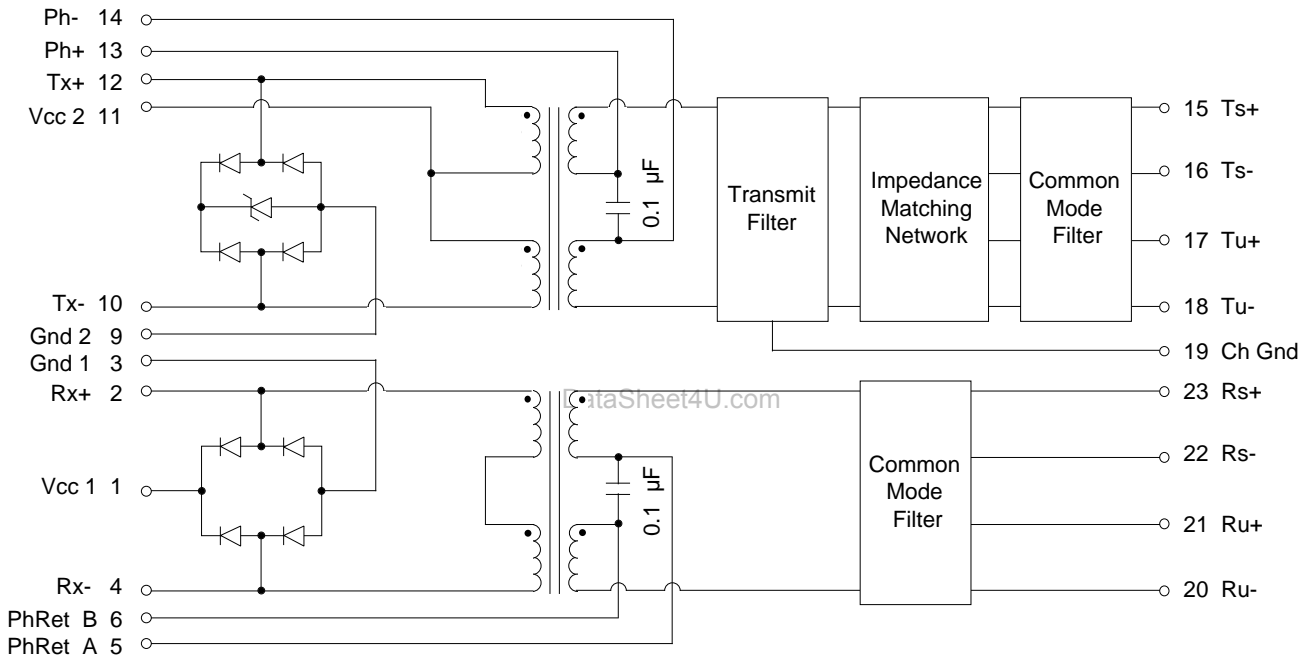 Ph- 14
Ph+ 13
Tx+ 12
Vcc 2 11
Tx- 10
Gnd 2 9
Gnd 1 3
Rx+ 2
Vcc 1 1
Rx- 4
PhRet B 6
PhRet A 5
0.1 µF
0.1 µF
Transmit
Filter
Impedance
Matching
Network
Common
Mode
Filter
Common
Mode
Filter
15 Ts+
16 Ts-
17 Tu+
18 Tu-
19 Ch Gnd
23 Rs+
22 Rs-
21 Ru+
20 Ru-
DataSheet4U.com